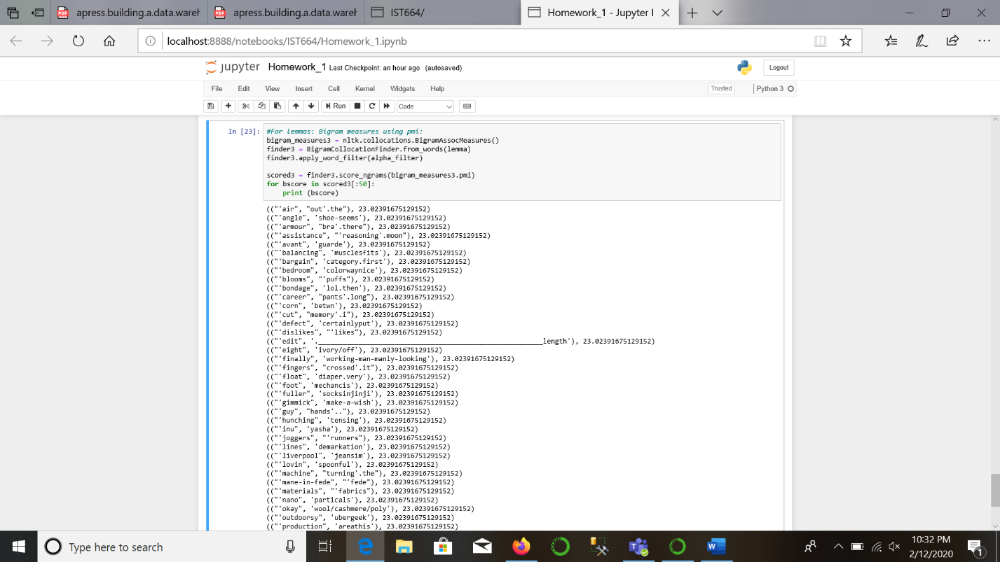 apress.building.a.data.wareh
apress.building.a.data.wareh
IST664/
Homework_1 - Jupyter I
localhost:8888/notebooks/IST664/Homework_1.ipynb
jupyter Homework_1 Last Checkpoint: an hour ago (autosaved)
Logout
File Edit View Insert Cell Kernel Widgets Help
Trusted
Python 3
Run
Code
In [23]: #For Lemmas: Bigram measures using pmi:
bigram_measures3 = nltk.collocations.BigramAssocMeasures()
finder3 = BigramCollocationFinder.from_words(lemma)
finder3.apply_word_filter(alpha_filter)
scored3 = finder3.score_ngrams(bigram_measures3.pmi)
for bscore in scored3[:50]:
    print (bscore)
(("'air", "out'.the"), 23.02391675129152)
(("'angle", 'shoe-seems'), 23.02391675129152)
(("'armour", "bra'.there"), 23.02391675129152)
(("'assistance", "'reasoning'.moon"), 23.02391675129152)
(("'avant", 'guarde'), 23.02391675129152)
(("'balancing", 'musclesfits'), 23.02391675129152)
(("'bargain", 'category.first'), 23.02391675129152)
(("'bedroom", 'colorwaynice'), 23.02391675129152)
(("'blooms", "'puffs"), 23.02391675129152)
(("'bondage", 'lol.then'), 23.02391675129152)
(("'career", "pants'.long"), 23.02391675129152)
(("'corn", 'betwn'), 23.02391675129152)
(("'cut", "memory'.i"), 23.02391675129152)
(("'defect", 'certainlyput'), 23.02391675129152)
(("'dislikes", "'likes"), 23.02391675129152)
(("'edit", '.___________________________________________________length'), 23.02391675129152)
(("'eight", 'ivory/off'), 23.02391675129152)
(("'finally", 'working-man-manly-looking'), 23.02391675129152)
(("'fingers", "crossed'.it"), 23.02391675129152)
(("'float", 'diaper.very'), 23.02391675129152)
(("'foot", 'mechancis'), 23.02391675129152)
(("'fuller", 'socksinjinji'), 23.02391675129152)
(("'gimmick", 'make-a-wish'), 23.02391675129152)
(("'guy", "hands'.."), 23.02391675129152)
(("'hunching", 'tensing'), 23.02391675129152)
(("'inu", 'yasha'), 23.02391675129152)
(("'joggers", "'runners"), 23.02391675129152)
(("'lines", 'demarkation'), 23.02391675129152)
(("'liverpool", 'jeansim'), 23.02391675129152)
(("'lovin", 'spoonful'), 23.02391675129152)
(("'machine", "turning'.the"), 23.02391675129152)
(("'mane-in-fede", "'fede"), 23.02391675129152)
(("'materials", "'fabrics"), 23.02391675129152)
(("'nano", 'particals'), 23.02391675129152)
(("'okay", 'wool/cashmere/poly'), 23.02391675129152)
(("'outdoorsy", 'ubergeek'), 23.02391675129152)
(("'production", 'areathis'), 23.02391675129152)
Type here to search
10:32 PM
2/12/2020
1